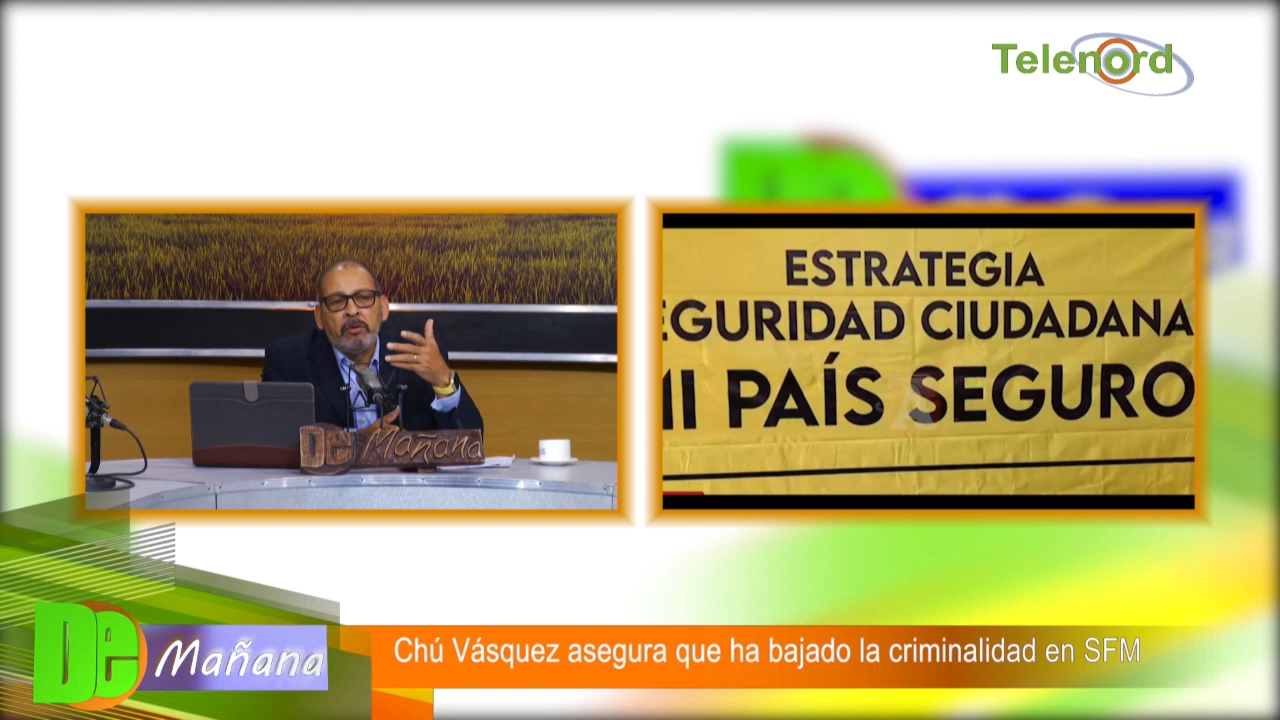 Telenord
ESTRATEGIA
EGURIDAD CIUDADANA
PAÍS SEGURO
De Mañana
De Mañana
Chú Vásquez asegura que ha bajado la criminalidad en SFM